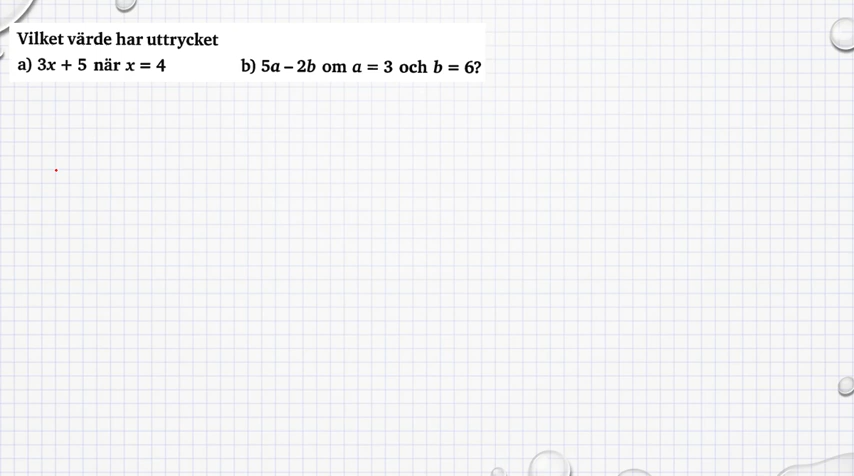 Vilket värde har uttrycket
a) 3x + 5 när x = 4 b) 5a – 2b om a = 3 och b = 6?